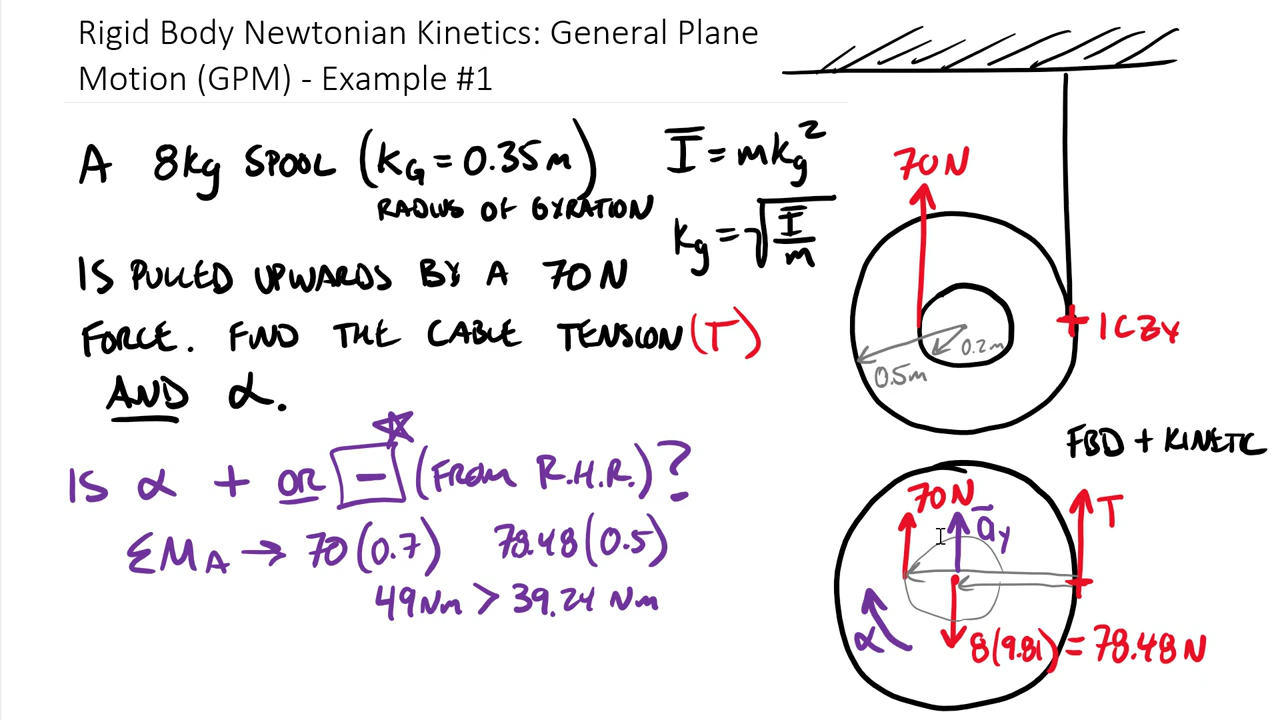 Rigid Body Newtonian Kinetics: General Plane
Motion (GPM) - Example #1
A 8kg SPOOL (KG = 0.35m)
RADIUS OF GYRATION
I̅ = mkg²
kg = √(I̅/m)
IS PULLED UPWARDS BY A 70N
FORCE. FIND THE CABLE TENSION (T)
AND α.
IS α + OR − (FROM R.H.R.)?
ΣMA → 70(0.7) 78.48(0.5)
49Nm > 39.24 Nm
70N
ICZV
0.2m
0.5m
FBD + KINETIC
70N
a̅y
T
α
8(9.81) = 78.48N